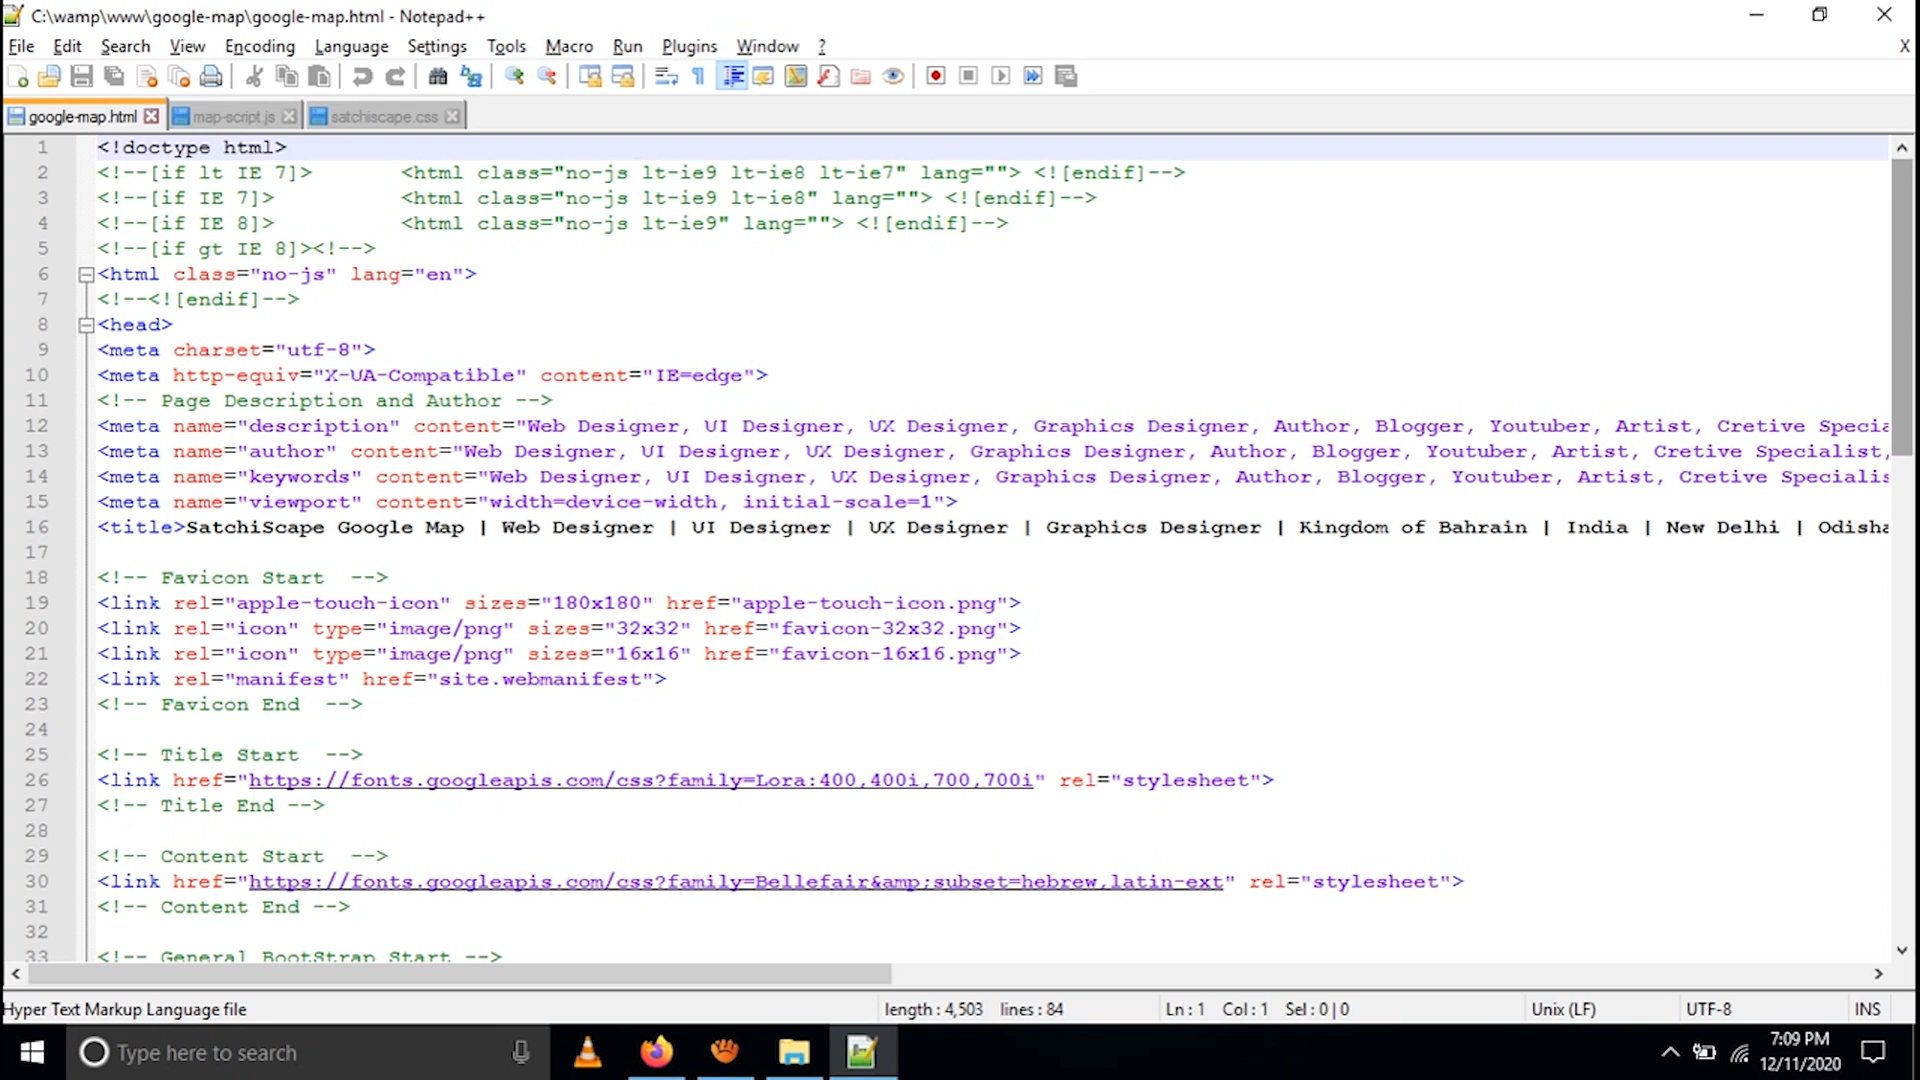 C:\wamp\www\google-map\google-map.html - Notepad++
File Edit Search View Encoding Language Settings Tools Macro Run Plugins Window ? X
google-map.html map-script.js satchiscape.css
1 <!doctype html>
2 <!--[if lt IE 7]> <html class="no-js lt-ie9 lt-ie8 lt-ie7" lang=""> <![endif]-->
3 <!--[if IE 7]> <html class="no-js lt-ie9 lt-ie8" lang=""> <![endif]-->
4 <!--[if IE 8]> <html class="no-js lt-ie9" lang=""> <![endif]-->
5 <!--[if gt IE 8]><!-->
6 <html class="no-js" lang="en">
7 <!--<![endif]-->
8 <head>
9 <meta charset="utf-8">
10 <meta http-equiv="X-UA-Compatible" content="IE=edge">
11 <!-- Page Description and Author -->
12 <meta name="description" content="Web Designer, UI Designer, UX Designer, Graphics Designer, Author, Blogger, Youtuber, Artist, Cretive Specia
13 <meta name="author" content="Web Designer, UI Designer, UX Designer, Graphics Designer, Author, Blogger, Youtuber, Artist, Cretive Specialist,
14 <meta name="keywords" content="Web Designer, UI Designer, UX Designer, Graphics Designer, Author, Blogger, Youtuber, Artist, Cretive Specialis
15 <meta name="viewport" content="width=device-width, initial-scale=1">
16 <title>SatchiScape Google Map | Web Designer | UI Designer | UX Designer | Graphics Designer | Kingdom of Bahrain | India | New Delhi | Odisha
17
18 <!-- Favicon Start -->
19 <link rel="apple-touch-icon" sizes="180x180" href="apple-touch-icon.png">
20 <link rel="icon" type="image/png" sizes="32x32" href="favicon-32x32.png">
21 <link rel="icon" type="image/png" sizes="16x16" href="favicon-16x16.png">
22 <link rel="manifest" href="site.webmanifest">
23 <!-- Favicon End -->
24
25 <!-- Title Start -->
26 <link href="https://fonts.googleapis.com/css?family=Lora:400,400i,700,700i" rel="stylesheet">
27 <!-- Title End -->
28
29 <!-- Content Start -->
30 <link href="https://fonts.googleapis.com/css?family=Bellefair&amp;subset=hebrew,latin-ext" rel="stylesheet">
31 <!-- Content End -->
32
33 <!-- General BootStrap Start -->
Hyper Text Markup Language file length : 4,503 lines : 84 Ln : 1 Col : 1 Sel : 0 | 0 Unix (LF) UTF-8 INS
Type here to search
7:09 PM
12/11/2020